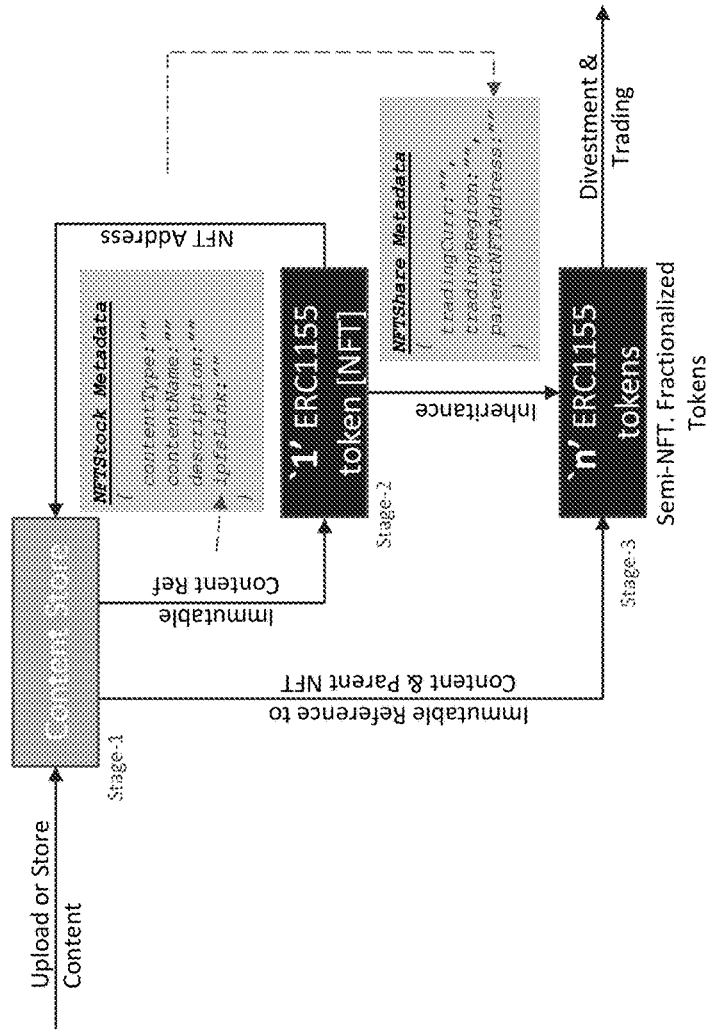 Upload or Store
Content
Content Store
Stage-1
NFT Address
Immutable
Content Ref
Immutable Reference to
Content & Parent NFT
NFTStock Metadata
{
contentType:""
contentName:""
description:""
ipfsLink:""
}
`1' ERC1155
token [NFT]
Stage-2
Inheritance
NFTShare Metadata
{
tradingCurr:"",
tradingRegion:"",
parentNFTAddress:""
}
`n' ERC1155
tokens
Stage-3
Semi-NFT. Fractionalized
Tokens
Divestment &
Trading